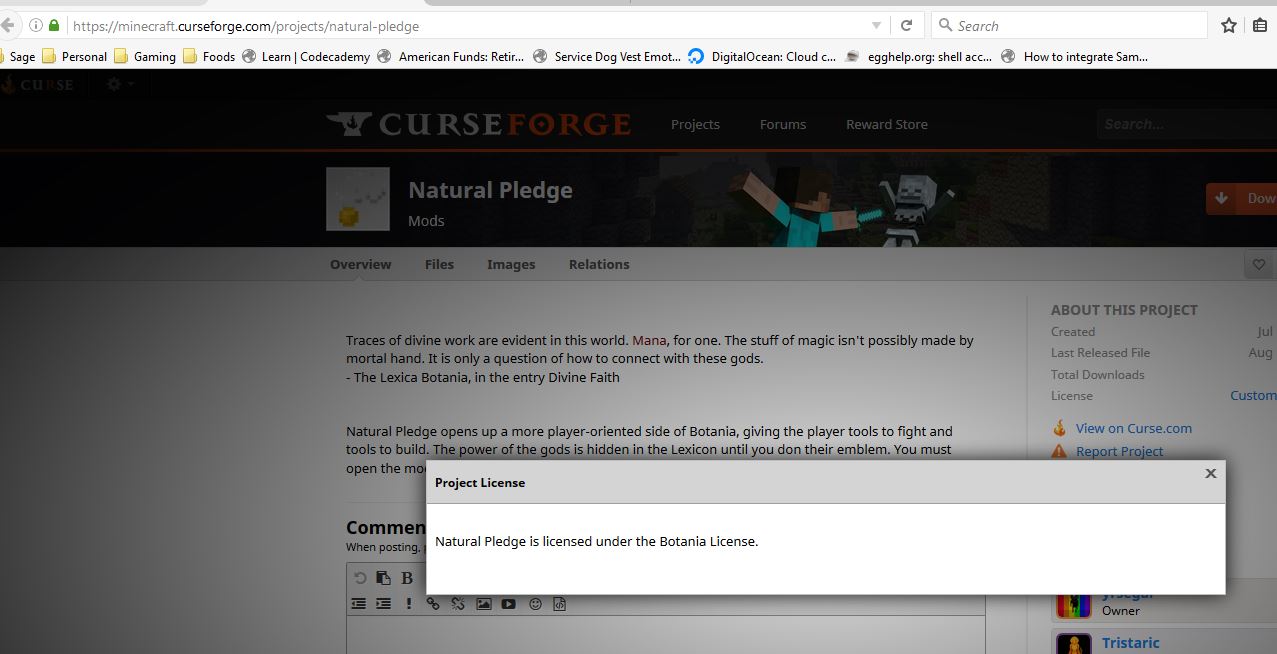 https://minecraft.curseforge.com/projects/natural-pledge
Search
Sage Personal Gaming Foods Learn | Codecademy American Funds: Retir... Service Dog Vest Emot... DigitalOcean: Cloud c... egghelp.org: shell acc... How to integrate Sam...
CURSE
CURSEFORGE Projects Forums Reward Store Search...
Natural Pledge
Mods
Dow
Overview Files Images Relations
Traces of divine work are evident in this world. Mana, for one. The stuff of magic isn't possibly made by
mortal hand. It is only a question of how to connect with these gods.
- The Lexica Botania, in the entry Divine Faith
Natural Pledge opens up a more player-oriented side of Botania, giving the player tools to fight and
tools to build. The power of the gods is hidden in the Lexicon until you don their emblem. You must
open the mo
Commen
When posting,
B
ABOUT THIS PROJECT
Created Jul
Last Released File Aug
Total Downloads
License Custom
View on Curse.com
Report Project
Project License
Natural Pledge is licensed under the Botania License.
Owner
Tristaric